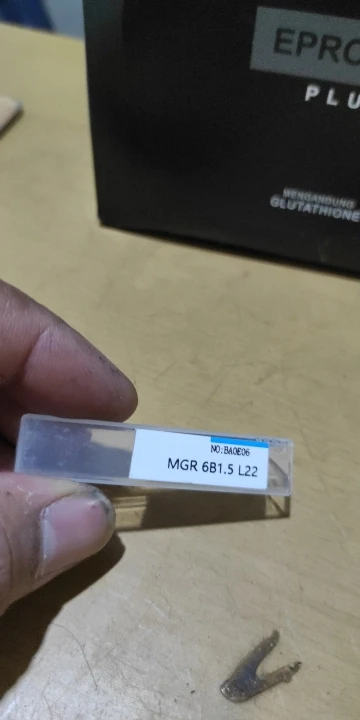 EPRO
PLU
MENGANDUNG
GLUTATHIONE
NO:BA0E06
MGR 6B1.5 L22